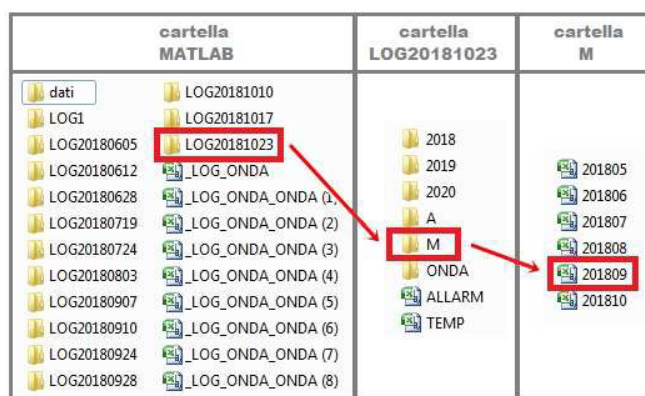 cartella
MATLAB
cartella
LOG20181023
cartella
M
dati
LOG1
LOG20180605
LOG20180612
LOG20180628
LOG20180719
LOG20180724
LOG20180803
LOG20180907
LOG20180910
LOG20180924
LOG20180928
LOG20181010
LOG20181017
LOG20181023
_LOG_ONDA
_LOG_ONDA_ONDA (1)
_LOG_ONDA_ONDA (2)
_LOG_ONDA_ONDA (3)
_LOG_ONDA_ONDA (4)
_LOG_ONDA_ONDA (5)
_LOG_ONDA_ONDA (6)
_LOG_ONDA_ONDA (7)
_LOG_ONDA_ONDA (8)
2018
2019
2020
A
M
ONDA
ALLARM
TEMP
201805
201806
201807
201808
201809
201810